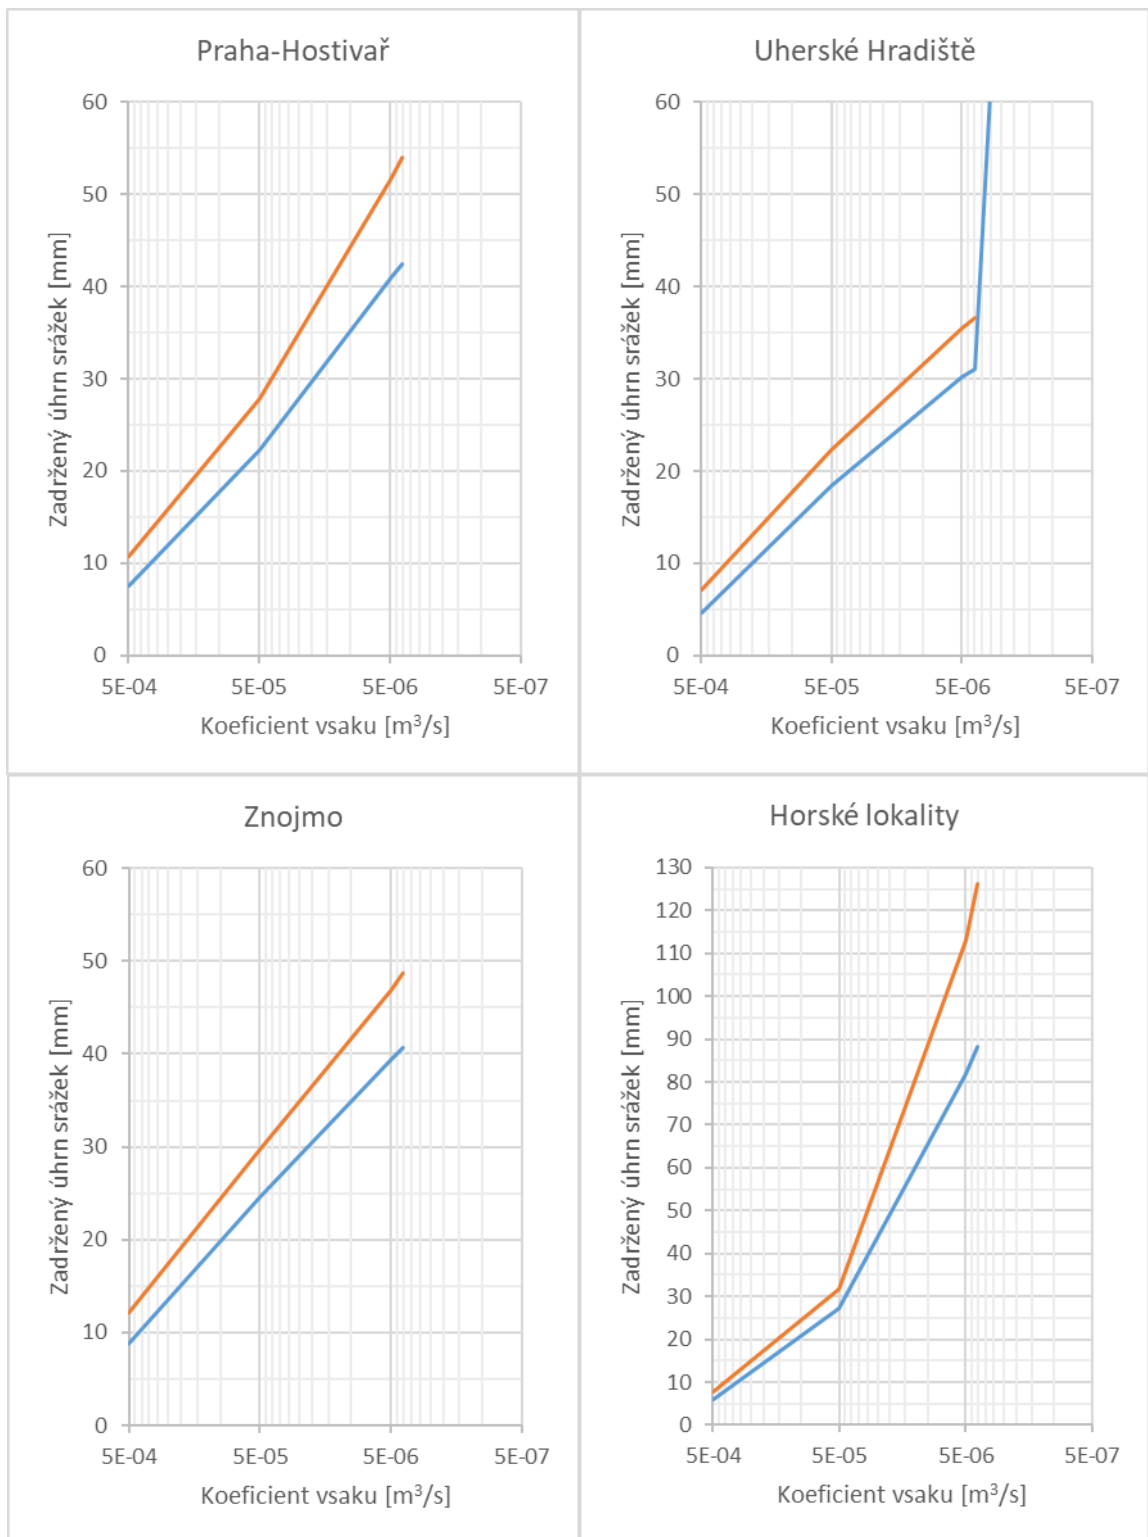 Praha-Hostivař
60
50
40
30
20
10
0
Zadržený úhrn srážek [mm]
5E-04 5E-05 5E-06 5E-07
Koeficient vsaku [m³/s]
Uherské Hradiště
60
50
40
30
20
10
0
Zadržený úhrn srážek [mm]
5E-04 5E-05 5E-06 5E-07
Koeficient vsaku [m³/s]
Znojmo
60
50
40
30
20
10
0
Zadržený úhrn srážek [mm]
5E-04 5E-05 5E-06 5E-07
Koeficient vsaku [m³/s]
Horské lokality
130
120
110
100
90
80
70
60
50
40
30
20
10
0
Zadržený úhrn srážek [mm]
5E-04 5E-05 5E-06 5E-07
Koeficient vsaku [m³/s]